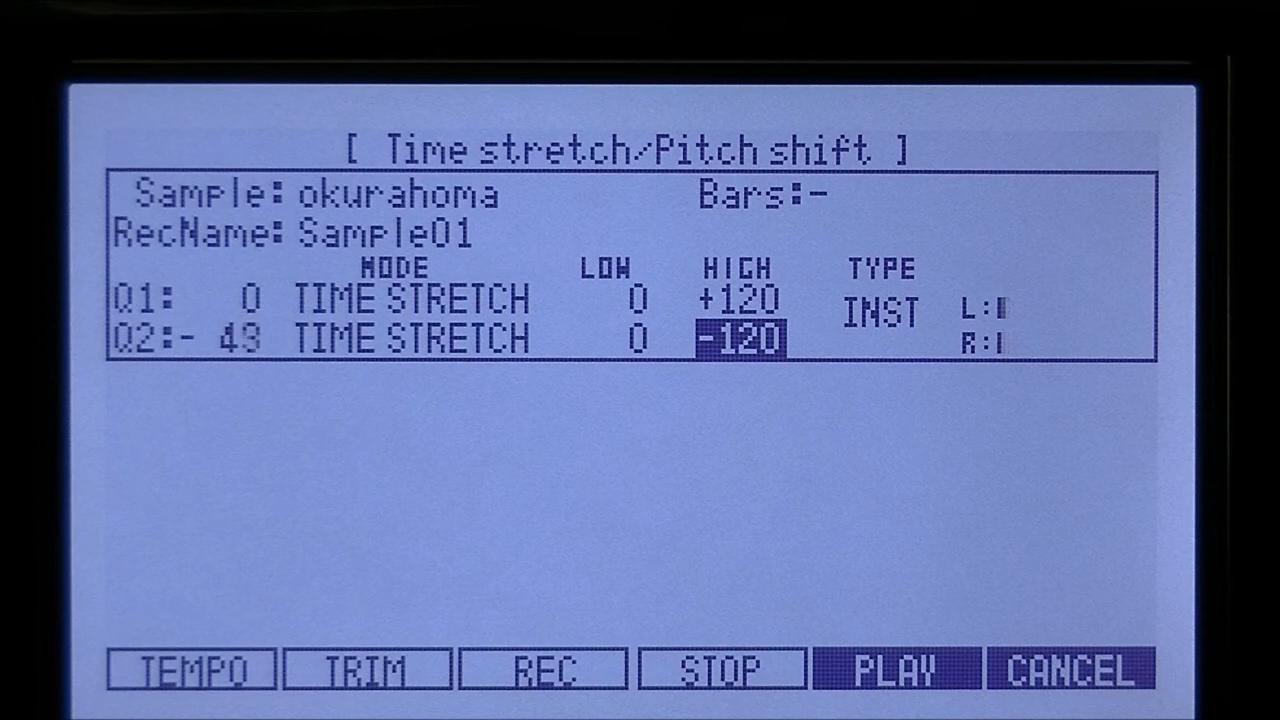 [ Time stretch/Pitch shift ]
Sample: okurahoma Bars:-
RecName: Sample01
MODE LOW HIGH TYPE
Q1: 0 TIME STRETCH 0 +120 INST L:
Q2:- 43 TIME STRETCH 0 -120 R:
TEMPO TRIM REC STOP PLAY CANCEL